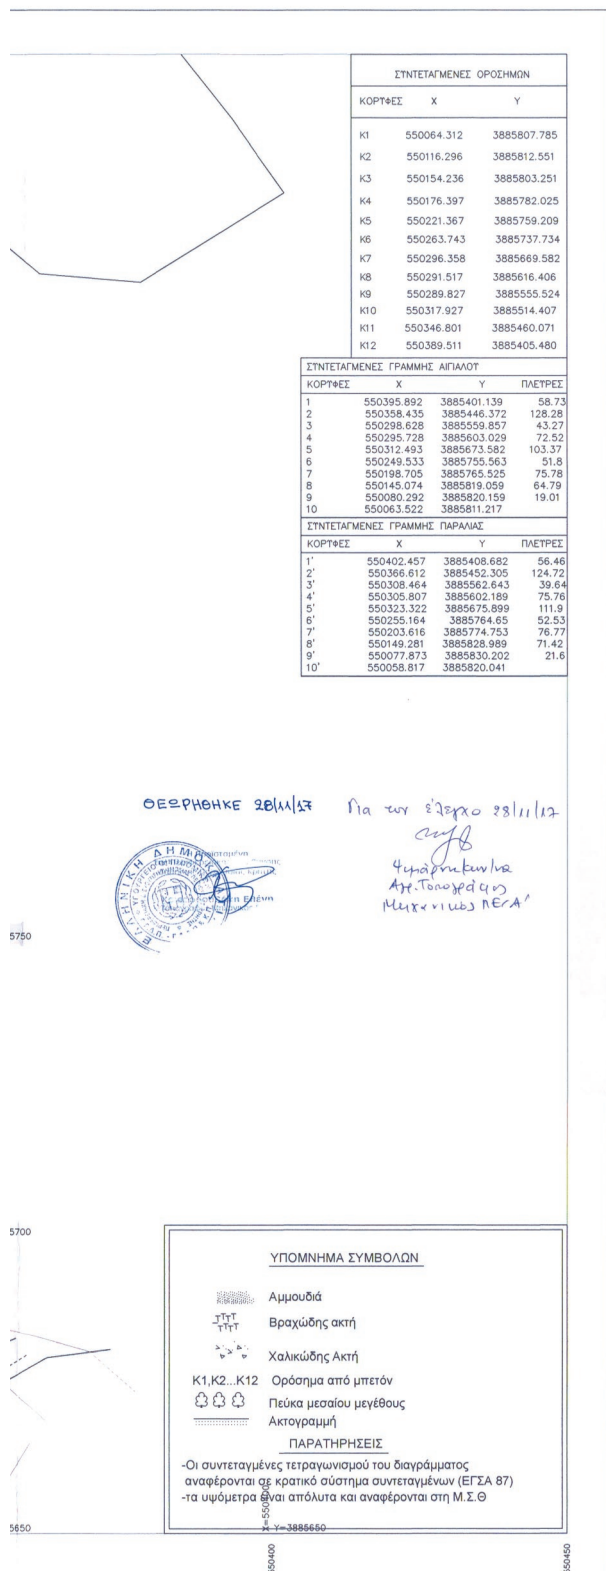 ΣΥΝΤΕΤΑΓΜΕΝΕΣ ΟΡΟΣΗΜΩΝ
ΚΟΡΥΦΕΣ X Y
K1 550064.312 3885807.785
K2 550116.296 3885812.551
K3 550154.236 3885803.251
K4 550176.397 3885782.025
K5 550221.367 3885759.209
K6 550263.743 3885737.734
K7 550296.358 3885669.582
K8 550291.517 3885616.406
K9 550289.827 3885555.524
K10 550317.927 3885514.407
K11 550346.801 3885460.071
K12 550389.511 3885405.480
ΣΥΝΤΕΤΑΓΜΕΝΕΣ ΓΡΑΜΜΗΣ ΑΙΓΙΑΛΟΥ
ΚΟΡΥΦΕΣ X Y ΠΛΕΥΡΕΣ
1 550395.892 3885401.139 58.73
2 550358.435 3885446.372 128.28
3 550298.628 3885559.857 43.27
4 550295.728 3885603.029 72.52
5 550312.493 3885673.582 103.37
6 550249.533 3885755.563 51.8
7 550198.705 3885765.525 75.78
8 550145.074 3885819.059 64.79
9 550080.292 3885820.159 19.01
10 550063.522 3885811.217
ΣΥΝΤΕΤΑΓΜΕΝΕΣ ΓΡΑΜΜΗΣ ΠΑΡΑΛΙΑΣ
ΚΟΡΥΦΕΣ X Y ΠΛΕΥΡΕΣ
1' 550402.457 3885408.682 56.46
2' 550366.612 3885452.305 124.72
3' 550308.464 3885562.643 39.64
4' 550305.807 3885602.189 75.76
5' 550323.322 3885675.899 111.9
6' 550255.164 3885764.65 52.53
7' 550203.616 3885774.753 76.77
8' 550149.281 3885828.989 71.42
9' 550077.873 3885830.202 21.6
10' 550058.817 3885820.041
ΘΕΩΡΗΘΗΚΕ 28/11/17
Για τον έλεγχο 28/11/17
ΕΛΛΗΝΙΚΗ ΔΗΜΟΚ
Ελένη
Αγρ. Τοπογράφος
Μηχανικός ΠΕ/Α'
5750
5700
ΥΠΟΜΝΗΜΑ ΣΥΜΒΟΛΩΝ
Αμμουδιά
Βραχώδης ακτή
Χαλικώδης Ακτή
K1,K2...K12 Ορόσημα από μπετόν
Πεύκα μεσαίου μεγέθους
Ακτογραμμή
ΠΑΡΑΤΗΡΗΣΕΙΣ
-Οι συντεταγμένες τετραγωνισμού του διαγράμματος
αναφέρονται σε κρατικό σύστημα συντεταγμένων (ΕΓΣΑ 87)
-τα υψόμετρα είναι απόλυτα και αναφέρονται στη Μ.Σ.Θ
X=550400
Y=3885650
5650
50400
50450